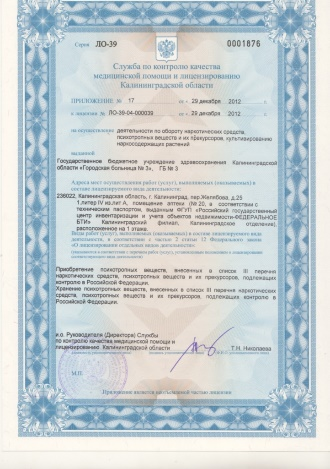 Серия ЛО-39 0001876
Служба по контролю качества
медицинской помощи и лицензированию
Калининградской области
ПРИЛОЖЕНИЕ № 17 от « 29 декабря 2012 »
к лицензии № ЛО-39-04-000039 от « 29 декабря 2012 »
на осуществление деятельности по обороту наркотических средств,
психотропных веществ и их прекурсоров, культивированию
наркосодержащих растений
Государственное бюджетное учреждение здравоохранения Калининградской
области «Городская больница № 3», ГБ № 3
Адреса мест осуществления работ (услуг), выполняемых (оказываемых) в
составе лицензируемого вида деятельности
236022, Калининградская область, г. Калининград, пер.Желябова, д.25
1.литер IV из лит А, помещение аптеки (№20, в соответствии с
техническим паспортом, выданным ФГУП «Российский государственный
центр инвентаризации и учета объектов недвижимости-ФЕДЕРАЛЬНОЕ
БТИ» Калининградский филиал, Калининградское отделение),
расположенное на 1 этаже.
Виды работ (услуг), выполняемых (оказываемых) в составе лицензируемого вида
деятельности, в соответствии с частью 2 статьи 12 Федерального закона
«О лицензировании отдельных видов деятельности»:
Приобретение психотропных веществ, внесенных в список III перечня
наркотических средств, психотропных веществ и их прекурсоров, подлежащих
контролю в Российской Федерации.
Хранение психотропных веществ, внесенных в список III перечня наркотических
средств, психотропных веществ и их прекурсоров, подлежащих контролю в
Российской Федерации.
и.о. Руководителя (Директора) Службы
по контролю качества медицинской помощи и
лицензированию Калининградской области Т.Н. Николаева
М.П.
Приложение является неотъемлемой частью лицензии